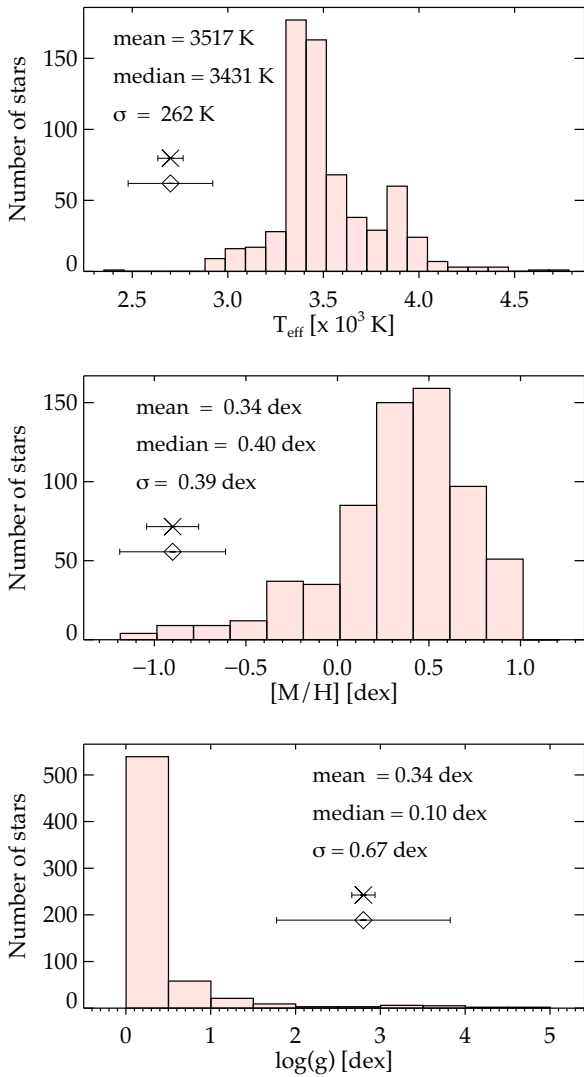 mean = 3517 K
median = 3431 K
σ = 262 K
Number of stars
150
100
50
0
2.5 3.0 3.5 4.0 4.5
T_eff [x 10^3 K]
mean = 0.34 dex
median = 0.40 dex
σ = 0.39 dex
Number of stars
150
100
50
0
−1.0 −0.5 0.0 0.5 1.0
[M/H] [dex]
mean = 0.34 dex
median = 0.10 dex
σ = 0.67 dex
Number of stars
500
400
300
200
100
0
0 1 2 3 4 5
log(g) [dex]